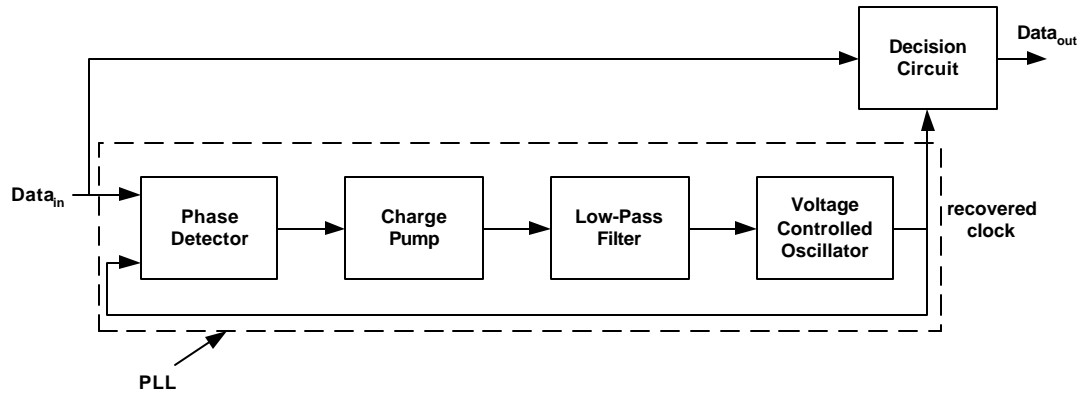 Decision
Circuit
Data_out
Data_in
Phase
Detector
Charge
Pump
Low-Pass
Filter
Voltage
Controlled
Oscillator
recovered
clock
PLL